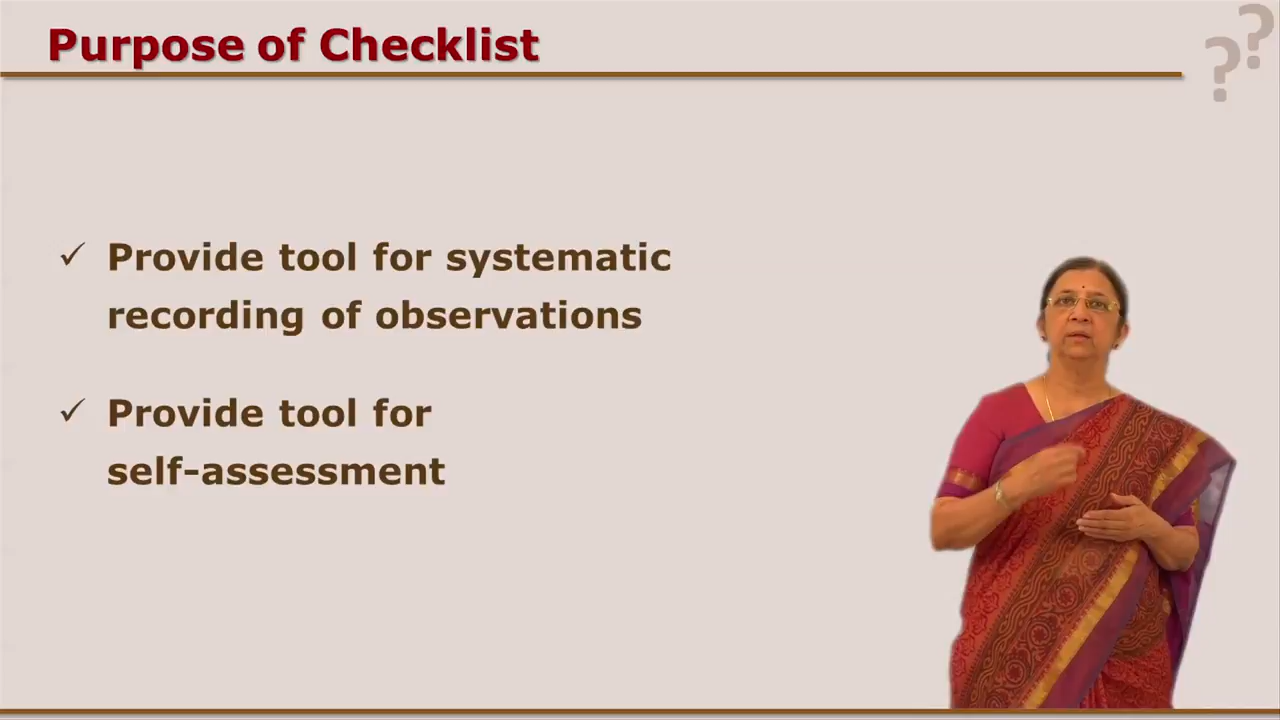 Purpose of Checklist
??
✓ Provide tool for systematic
recording of observations
✓ Provide tool for
self-assessment